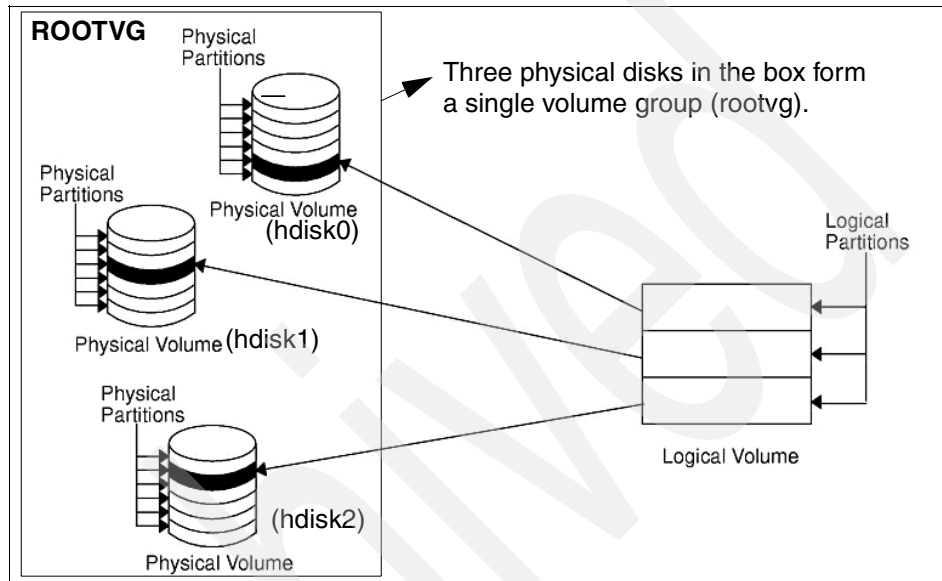 ROOTVG
Physical
Partitions
Physical Volume
(hdisk0)
Three physical disks in the box form
a single volume group (rootvg).
Physical
Partitions
Physical Volume (hdisk1)
Physical
Partitions
(hdisk2)
Physical Volume
Logical
Partitions
Logical Volume